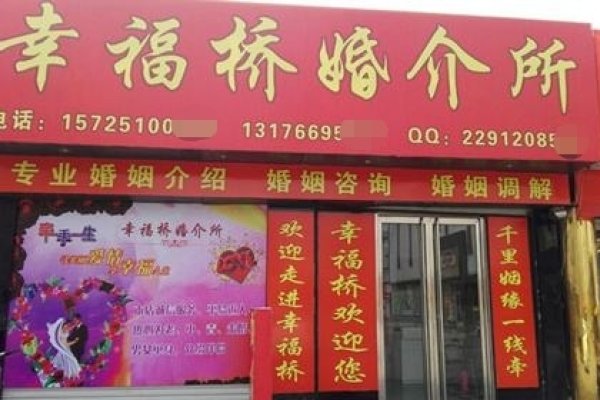 幸福桥婚介所
电话：15725100 13176695 QQ：22912085
专业婚姻介绍 婚姻咨询 婚姻调解
牵手一生
幸福桥婚介所
欢迎走进幸福桥
幸福桥欢迎您
千里姻缘一线牵